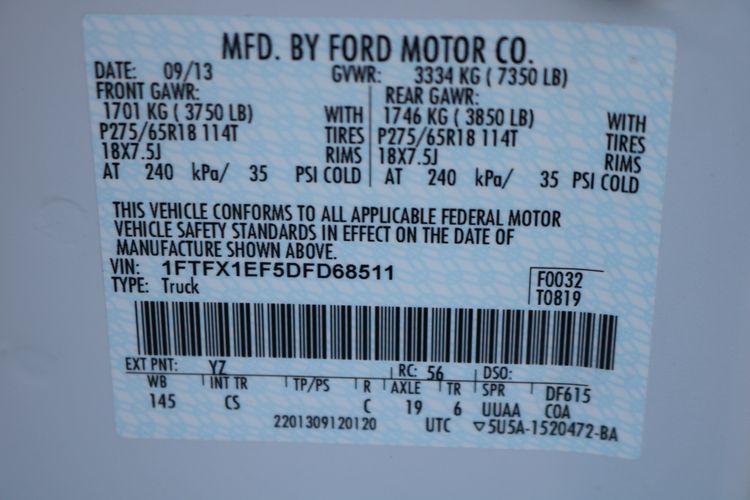 MFD. BY FORD MOTOR CO.
DATE: 09/13 GVWR: 3334 KG ( 7350 LB)
FRONT GAWR: REAR GAWR:
1701 KG ( 3750 LB) WITH 1746 KG ( 3850 LB) WITH
P275/65R18 114T TIRES P275/65R18 114T TIRES
18X7.5J RIMS 18X7.5J RIMS
AT 240 kPa/ 35 PSI COLD AT 240 kPa/ 35 PSI COLD
THIS VEHICLE CONFORMS TO ALL APPLICABLE FEDERAL MOTOR
VEHICLE SAFETY STANDARDS IN EFFECT ON THE DATE OF
MANUFACTURE SHOWN ABOVE.
VIN: 1FTFX1EF5DFD68511 F0032
TYPE: Truck T0819
EXT PNT: YZ RC: 56 DSO:
WB INT TR TP/PS R AXLE TR SPR DF615
145 CS C 19 6 UUAA COA
2201309120120 UTC ▽5U5A-1520472-BA